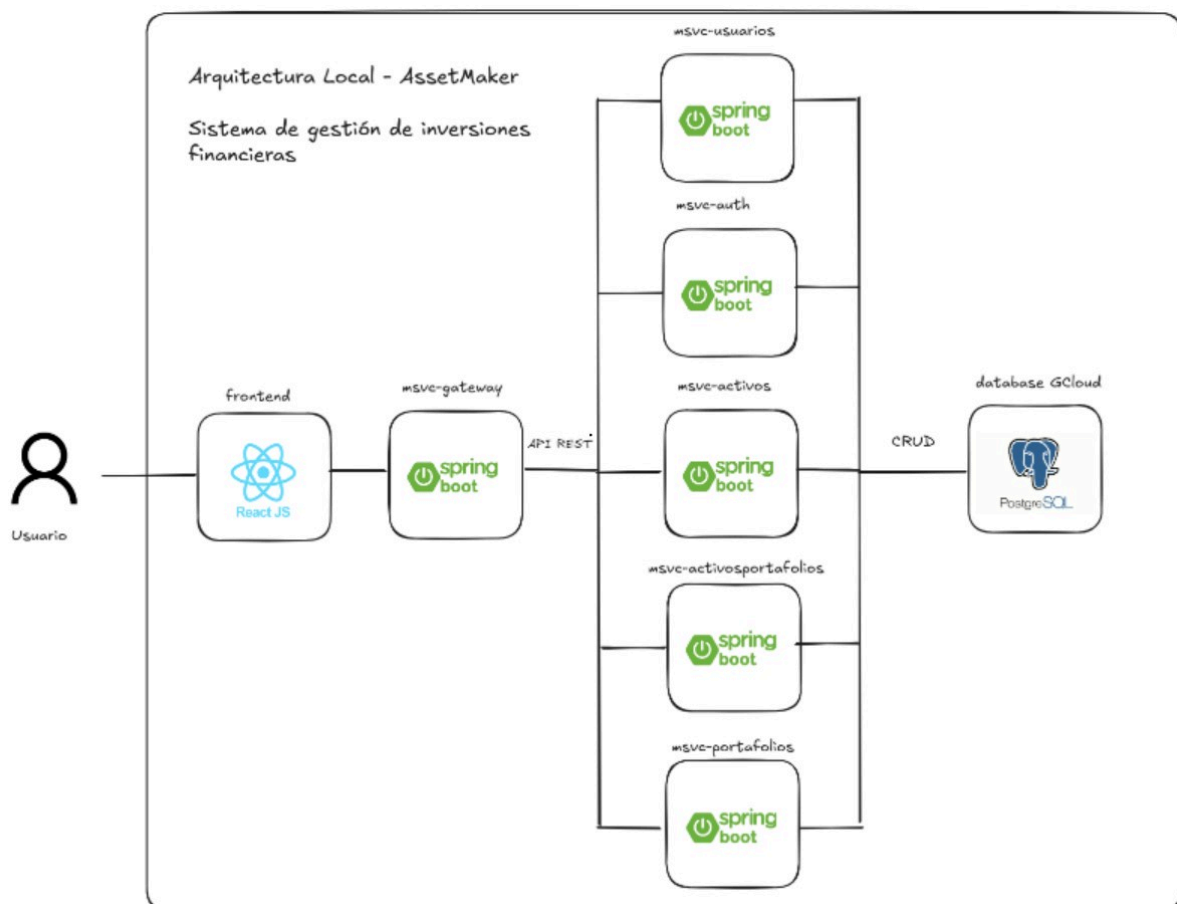 msvc-usuarios
Arquitectura Local - AssetMaker
Sistema de gestión de inversiones
financieras
spring
boot
msvc-auth
spring
boot
frontend
msvc-gateway
msvc-activos
database GCloud
Usuario
React JS
spring
boot
API REST
spring
boot
CRUD
PostgreSQL
msvc-activosportafolios
spring
boot
msvc-portafolios
spring
boot